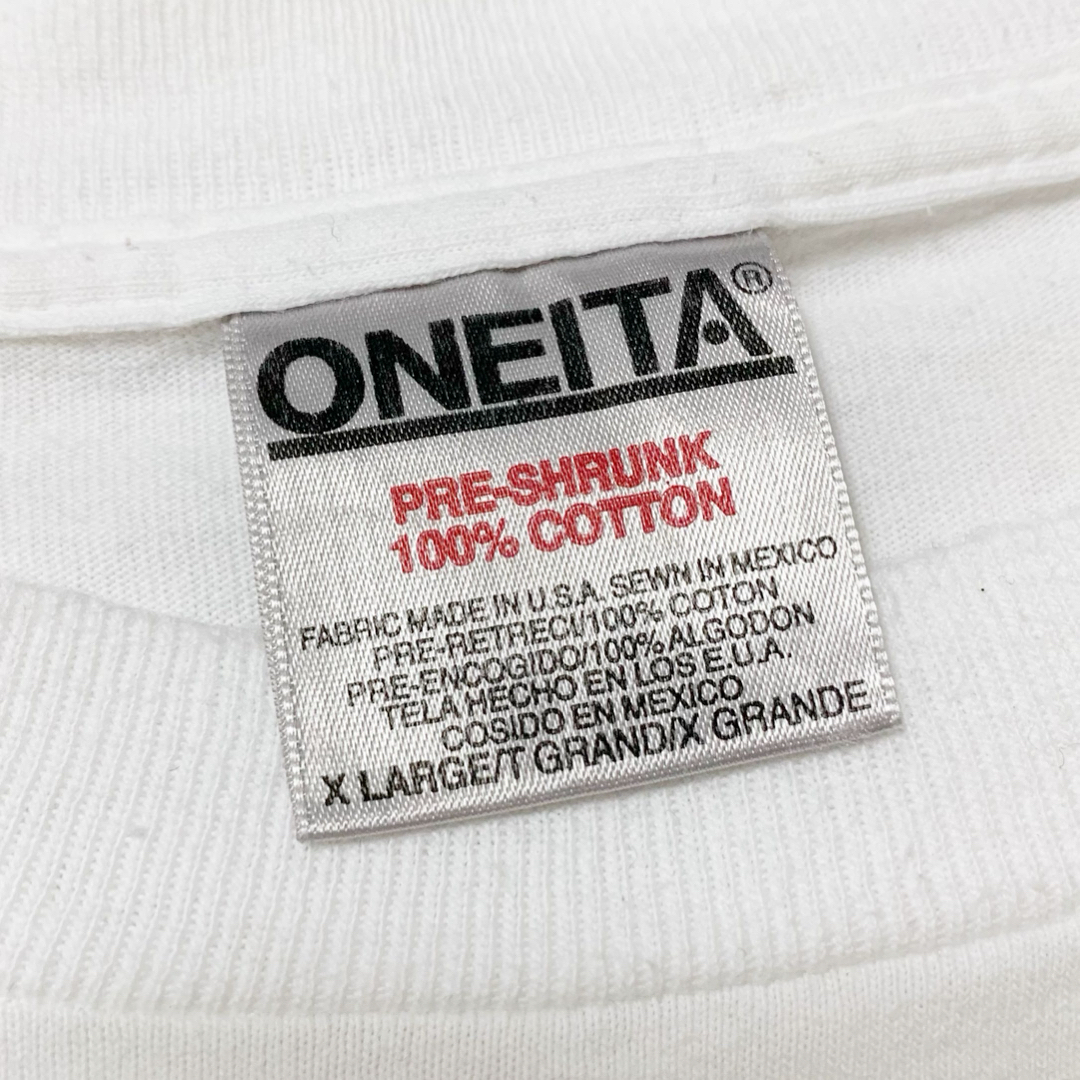 ONEITA®
PRE-SHRUNK
100% COTTON
FABRIC MADE IN U.S.A. SEWN IN MEXICO
PRE-RETRECI/100% COTON
PRE-ENCOGIDO/100% ALGODON
TELA HECHO EN LOS E.U.A.
COSIDO EN MEXICO
X LARGE/T GRAND/X GRANDE